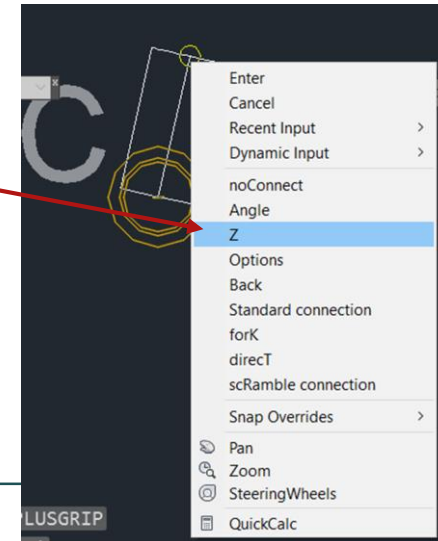 C
Enter
Cancel
Recent Input >
Dynamic Input >
noConnect
Angle
Z
Options
Back
Standard connection
forK
direcT
scRamble connection
Snap Overrides >
Pan
Zoom
SteeringWheels
QuickCalc
PLUSGRIP